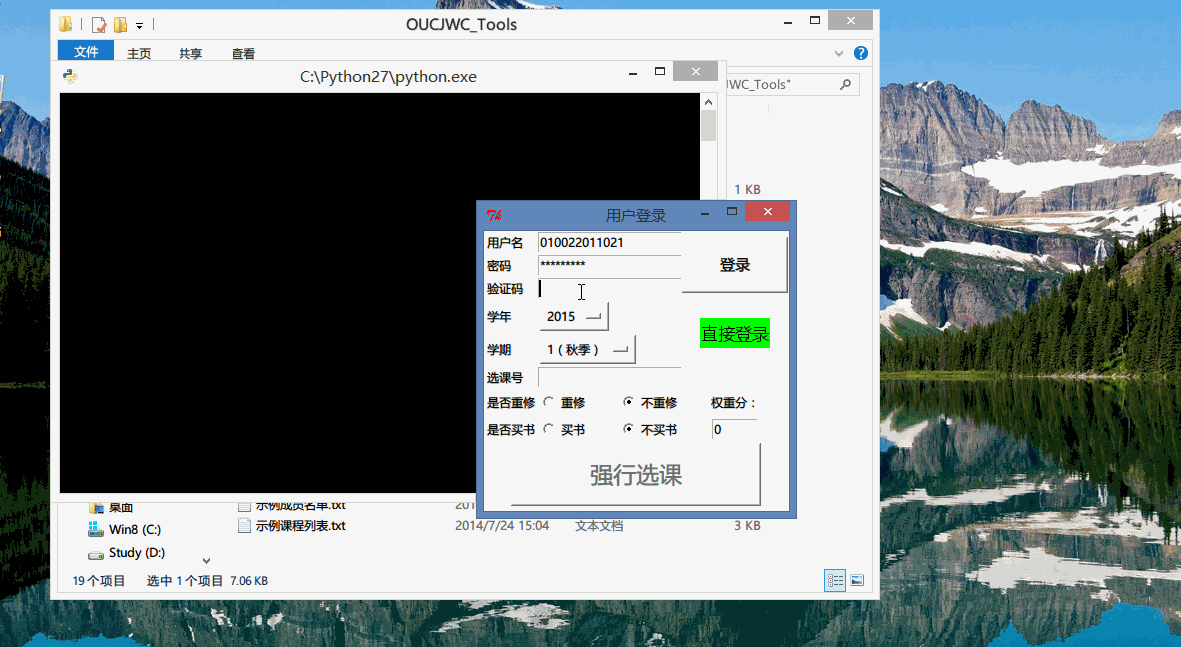 OUCJWC_Tools
文件 主页 共享 查看
C:\Python27\python.exe
JWC_Tools"
1 KB
用户登录
用户名 010022011021
密码 *********
登录
验证码
学年 2015
直接登录
学期 1 ( 秋季 )
选课号
是否重修 重修 不重修 权重分：
是否买书 买书 不买书 0
强行选课
桌面 示例成员名单.txt 201
Win8 (C:) 示例课程列表.txt 2014/7/24 15:04 文本文档 3 KB
Study (D:)
19 个项目 选中 1 个项目 7.06 KB